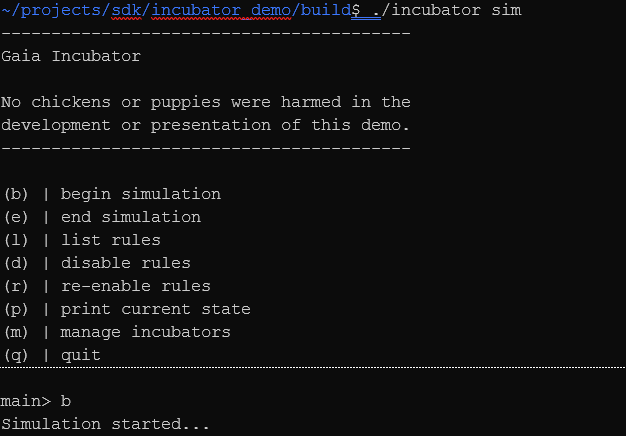 ~/projects/sdk/incubator_demo/build$ ./incubator sim
-----------------------------------------
Gaia Incubator

No chickens or puppies were harmed in the
development or presentation of this demo.
-----------------------------------------

(b) | begin simulation
(e) | end simulation
(l) | list rules
(d) | disable rules
(r) | re-enable rules
(p) | print current state
(m) | manage incubators
(q) | quit

main> b
Simulation started...